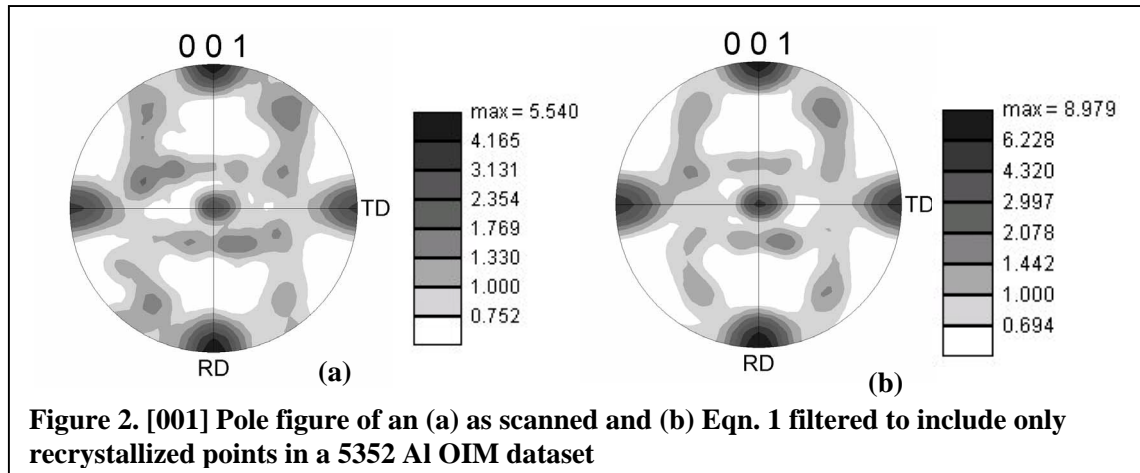 0 0 1
max = 5.540
4.165
3.131
2.354
1.769
1.330
1.000
0.752
TD
RD
(a)
0 0 1
max = 8.979
6.228
4.320
2.997
2.078
1.442
1.000
0.694
TD
RD
(b)
Figure 2. [001] Pole figure of an (a) as scanned and (b) Eqn. 1 filtered to include only
recrystallized points in a 5352 Al OIM dataset